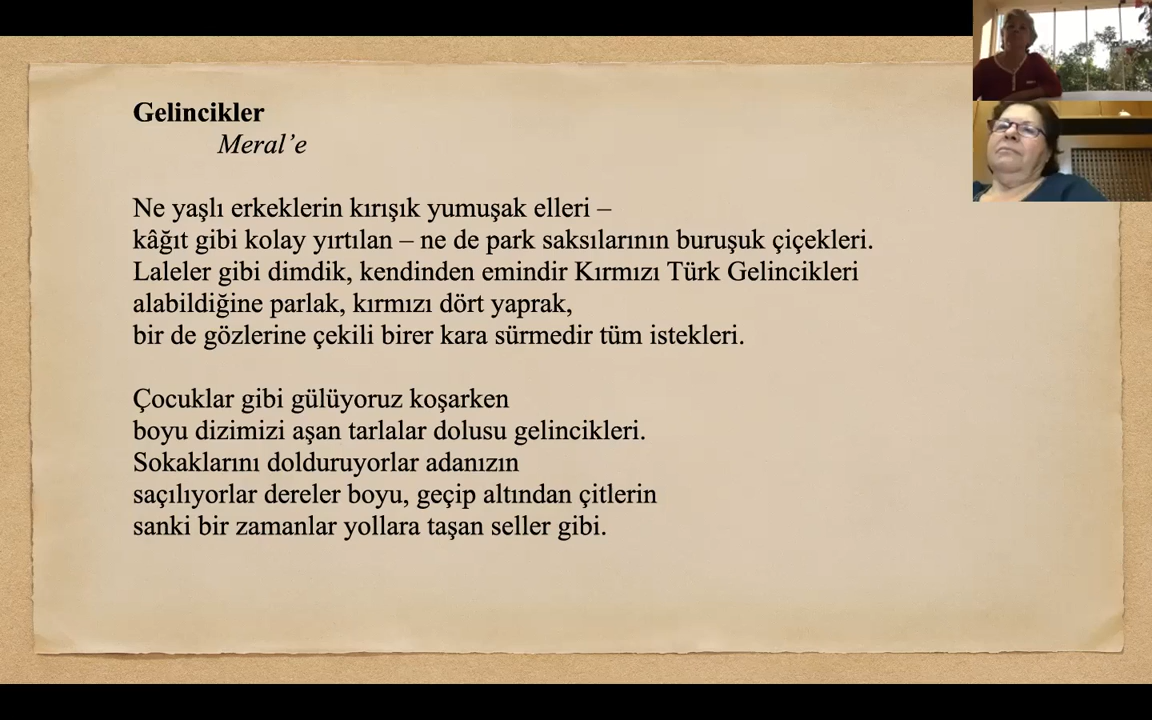 Gelincikler
Meral’e
Ne yaşlı erkeklerin kırışık yumuşak elleri –
kâğıt gibi kolay yırtılan – ne de park saksılarının buruşuk çiçekleri.
Laleler gibi dimdik, kendinden emindir Kırmızı Türk Gelincikleri
alabildiğine parlak, kırmızı dört yaprak,
bir de gözlerine çekili birer kara sürmedir tüm istekleri.
Çocuklar gibi gülüyoruz koşarken
boyu dizimizi aşan tarlalar dolusu gelincikleri.
Sokaklarını dolduruyorlar adanızın
saçılıyorlar dereler boyu, geçip altından çitlerin
sanki bir zamanlar yollara taşan seller gibi.